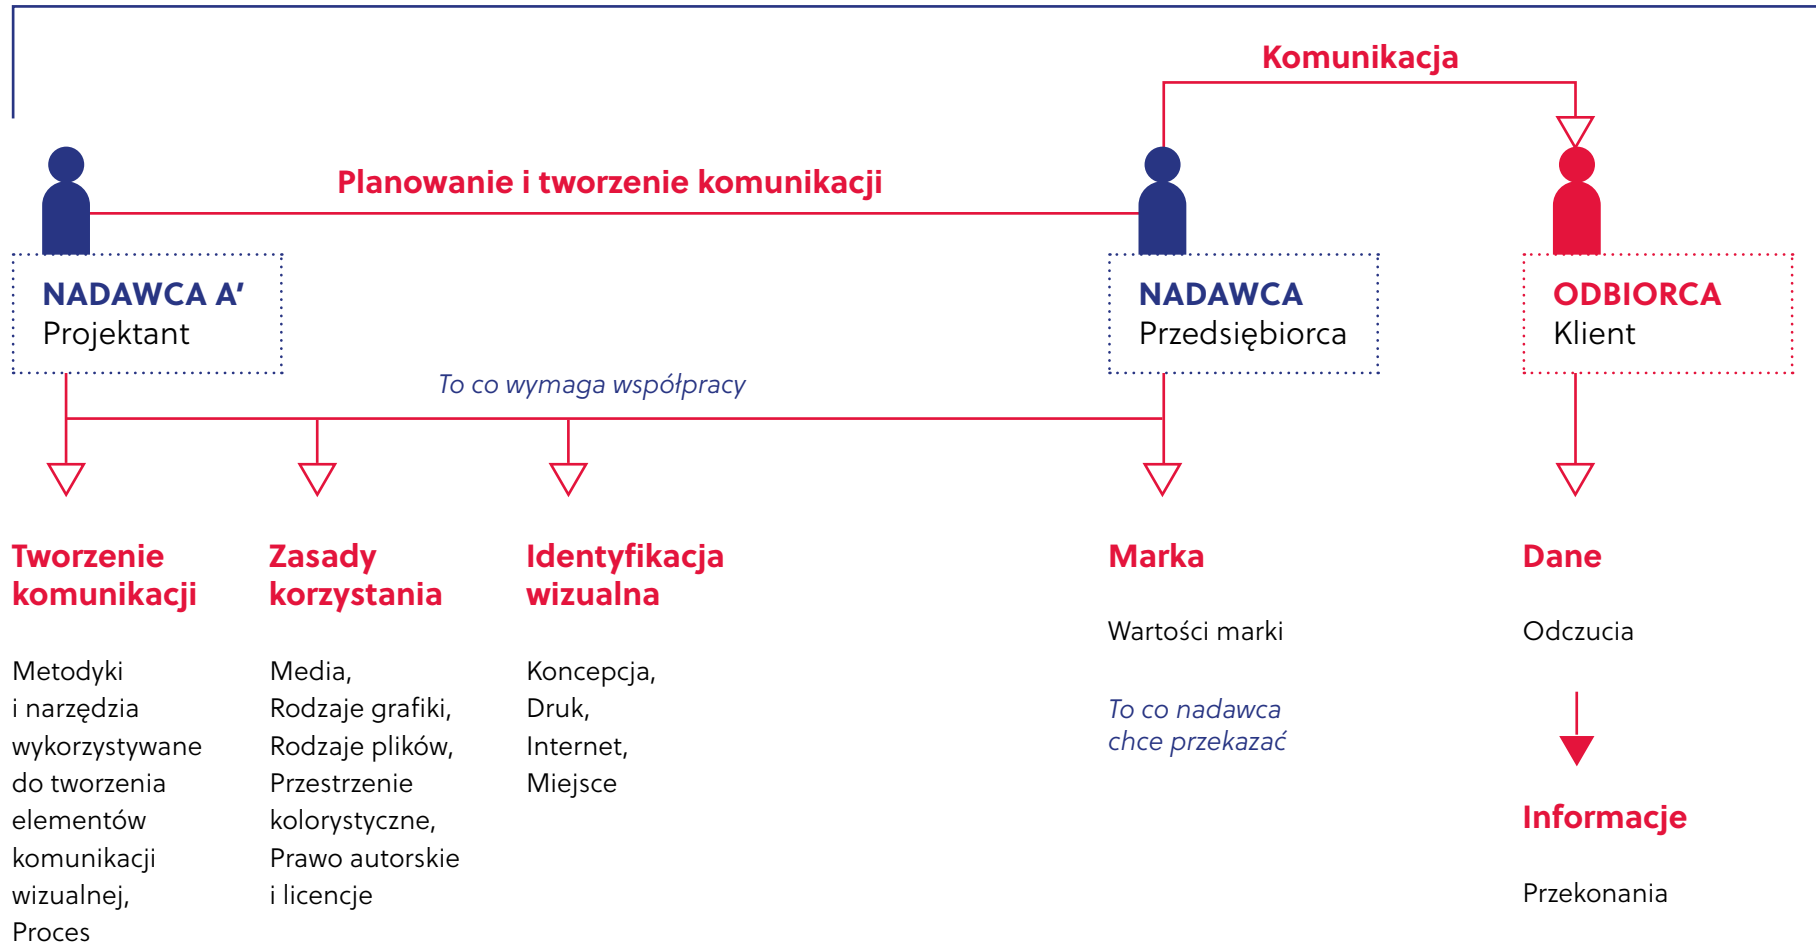 Komunikacja
Planowanie i tworzenie komunikacji
NADAWCA A’
Projektant
NADAWCA
Przedsiębiorca
ODBIORCA
Klient
To co wymaga współpracy
Tworzenie
komunikacji
Metodyki
i narzędzia
wykorzystywane
do tworzenia
elementów
komunikacji
wizualnej,
Proces
Zasady
korzystania
Media,
Rodzaje grafiki,
Rodzaje plików,
Przestrzenie
kolorystyczne,
Prawo autorskie
i licencje
Identyfikacja
wizualna
Koncepcja,
Druk,
Internet,
Miejsce
Marka
Wartości marki
To co nadawca
chce przekazać
Dane
Odczucia
Informacje
Przekonania